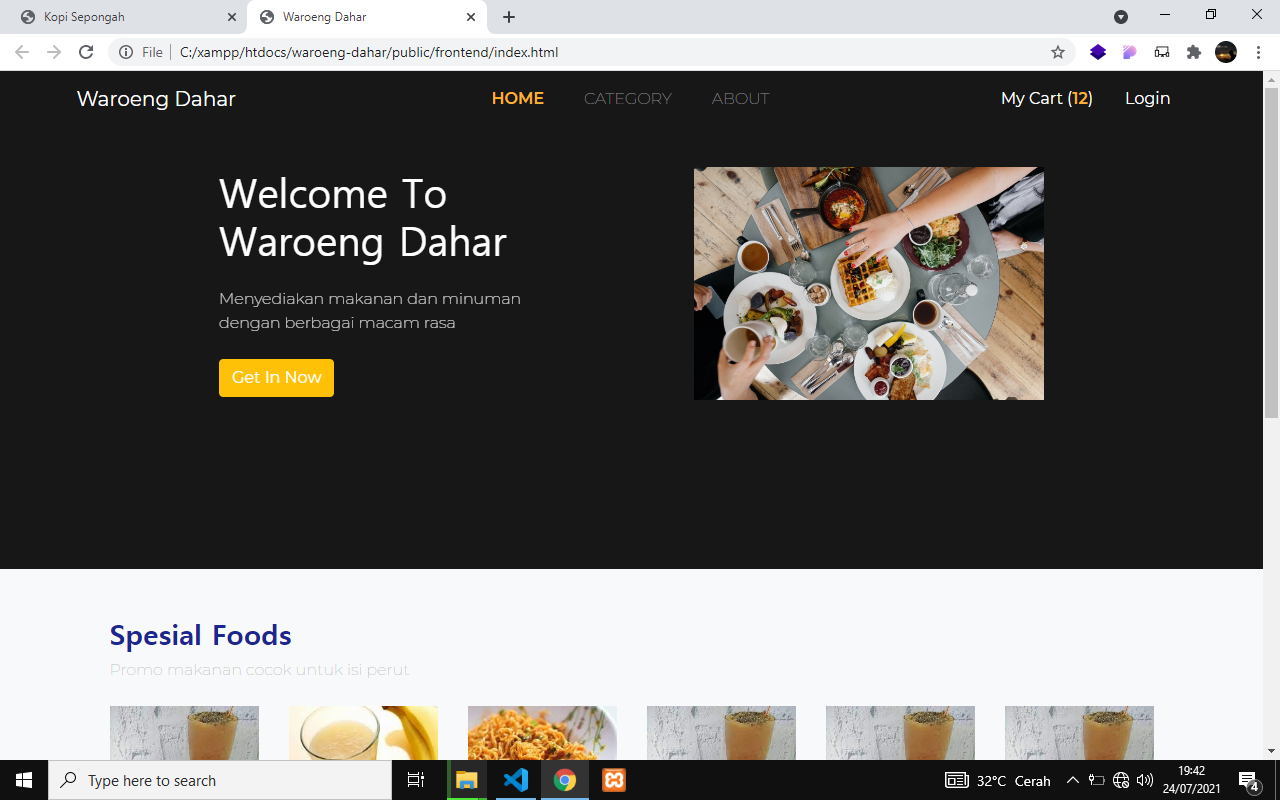 Kopi Sepongah
Waroeng Dahar
File
C:/xampp/htdocs/waroeng-dahar/public/frontend/index.html
Waroeng Dahar
HOME
CATEGORY
ABOUT
My Cart (12)
Login
Welcome To
Waroeng Dahar
Menyediakan makanan dan minuman
dengan berbagai macam rasa
Get In Now
Spesial Foods
Promo makanan cocok untuk isi perut
Type here to search
32°C Cerah
19:42
24/07/2021
4